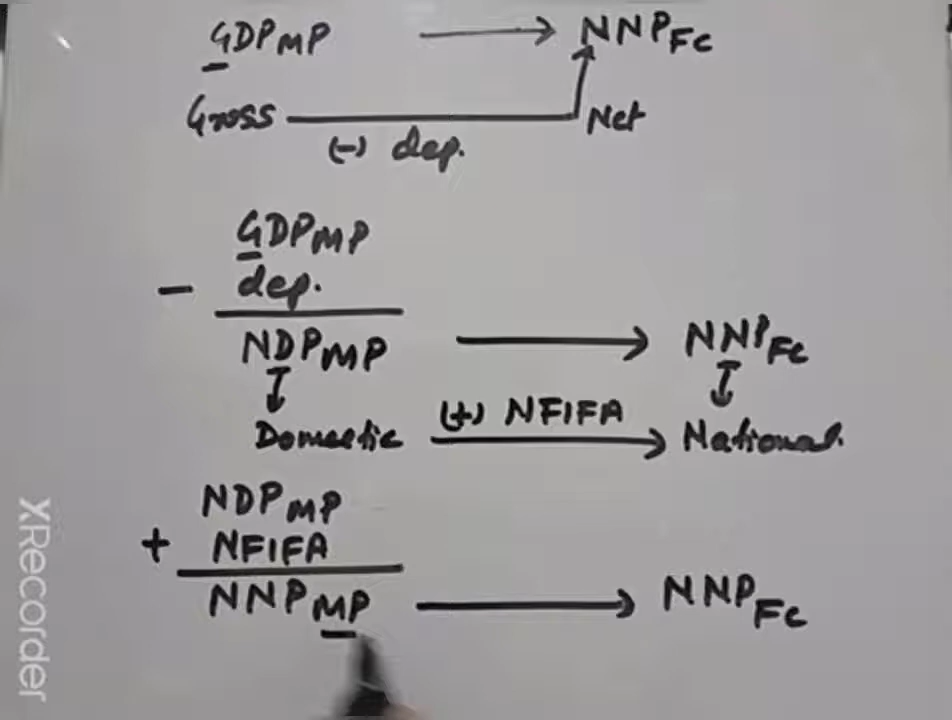 GDPMP → NNPFC
Gross Net
(-) dep.
GDPMP
- dep.
NDPMP → NNPFC
(+) NFIFA
Domestic → National
NDPMP
+ NFIFA
NNPMP → NNPFC
XRecorder